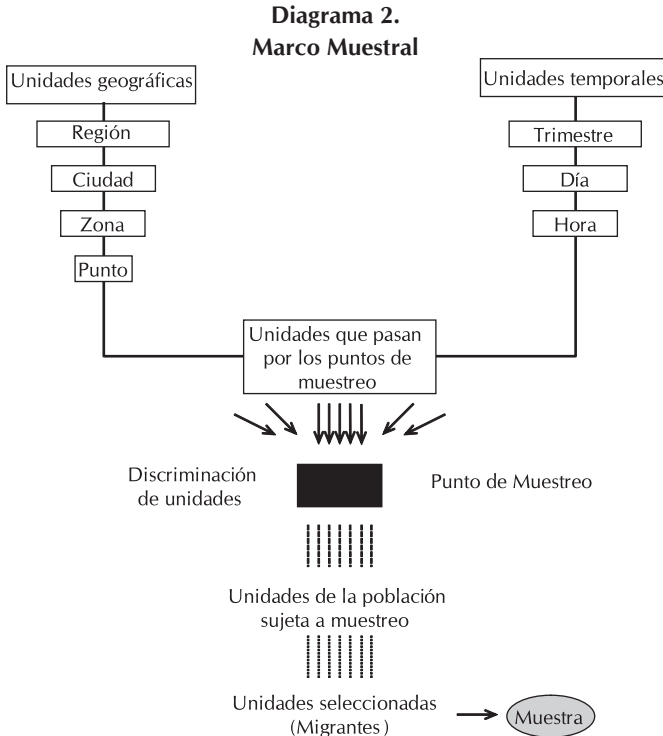 Diagrama 2.
Marco Muestral
Unidades geográficas
Región
Ciudad
Zona
Punto
Unidades temporales
Trimestre
Día
Hora
Unidades que pasan
por los puntos de
muestreo
Discriminación
de unidades
Punto de Muestreo
Unidades de la población
sujeta a muestreo
Unidades seleccionadas
(Migrantes )
Muestra